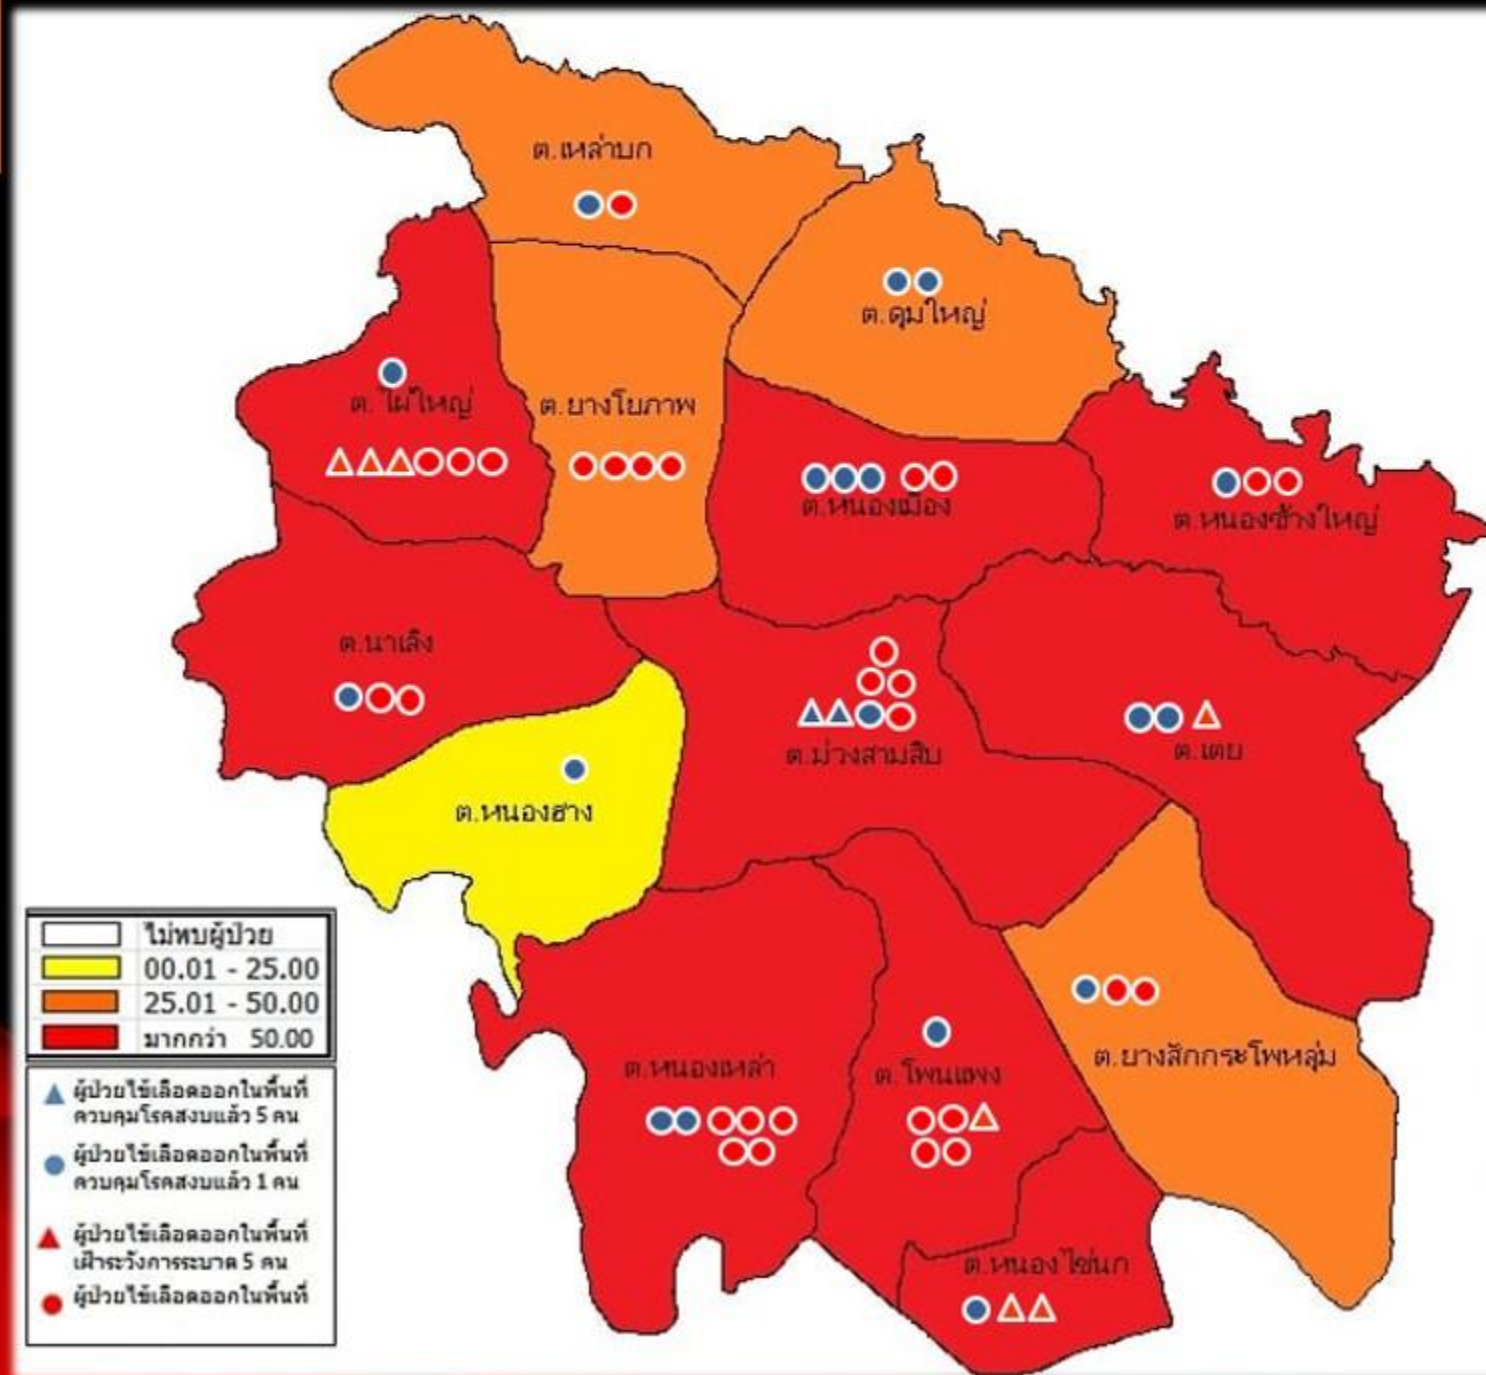 ต.เหล่าบก
ต.ดุมใหญ่
ต. ไผ่ใหญ่
ต.ยางโยภาพ
ต.หนองเมือง
ต.หนองช้างใหญ่
ต.นาเลิง
ต.ม่วงสามสิบ
ต.เตย
ต.หนองฮาง
ต.หนองเหล่า
ต.โพนแพง
ต.ยางสักกระโพหลุ่ม
ต.หนองไข่นก
ไม่พบผู้ป่วย
00.01 - 25.00
25.01 - 50.00
มากกว่า 50.00
ผู้ป่วยไข้เลือดออกในพื้นที่
ควบคุมโรคสงบแล้ว 5 คน
ผู้ป่วยไข้เลือดออกในพื้นที่
ควบคุมโรคสงบแล้ว 1 คน
ผู้ป่วยไข้เลือดออกในพื้นที่
เฝ้าระวังการระบาด 5 คน
ผู้ป่วยไข้เลือดออกในพื้นที่